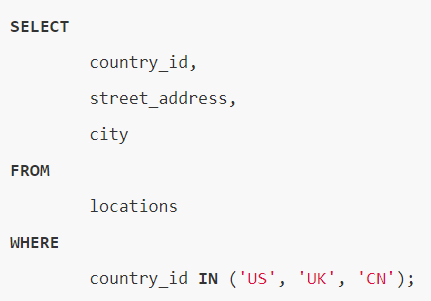 SELECT
country_id,
street_address,
city
FROM
locations
WHERE
country_id IN ('US', 'UK', 'CN');